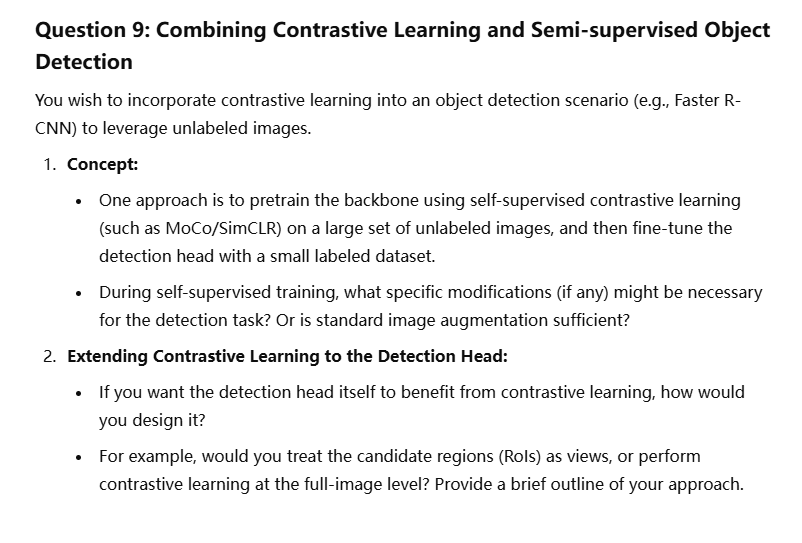 Question 9: Combining Contrastive Learning and Semi-supervised Object
Detection
You wish to incorporate contrastive learning into an object detection scenario (e.g., Faster R-
CNN) to leverage unlabeled images.
1. Concept:
• One approach is to pretrain the backbone using self-supervised contrastive learning
(such as MoCo/SimCLR) on a large set of unlabeled images, and then fine-tune the
detection head with a small labeled dataset.
• During self-supervised training, what specific modifications (if any) might be necessary
for the detection task? Or is standard image augmentation sufficient?
2. Extending Contrastive Learning to the Detection Head:
• If you want the detection head itself to benefit from contrastive learning, how would
you design it?
• For example, would you treat the candidate regions (RoIs) as views, or perform
contrastive learning at the full-image level? Provide a brief outline of your approach.